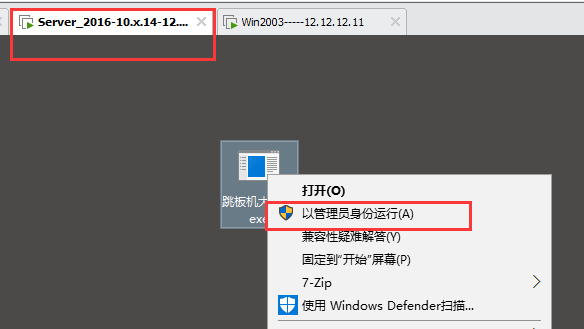 Server_2016-10.x.14-12....
Win2003-----12.12.12.11
跳板机大
exe
打开(O)
以管理员身份运行(A)
兼容性疑难解答(Y)
固定到"开始"屏幕(P)
7-Zip
使用 Windows Defender扫描...